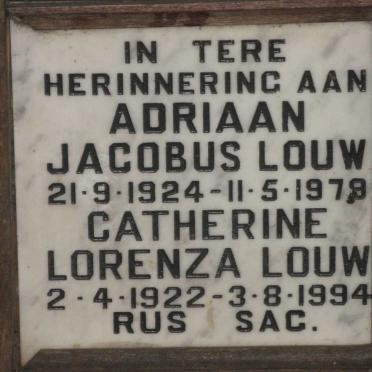 IN TERE
HERINNERING AAN
ADRIAAN
JACOBUS LOUW
21·9·1924-11·5·1979
CATHERINE
LORENZA LOUW
2·4·1922-3·8·1994
RUS SAG.